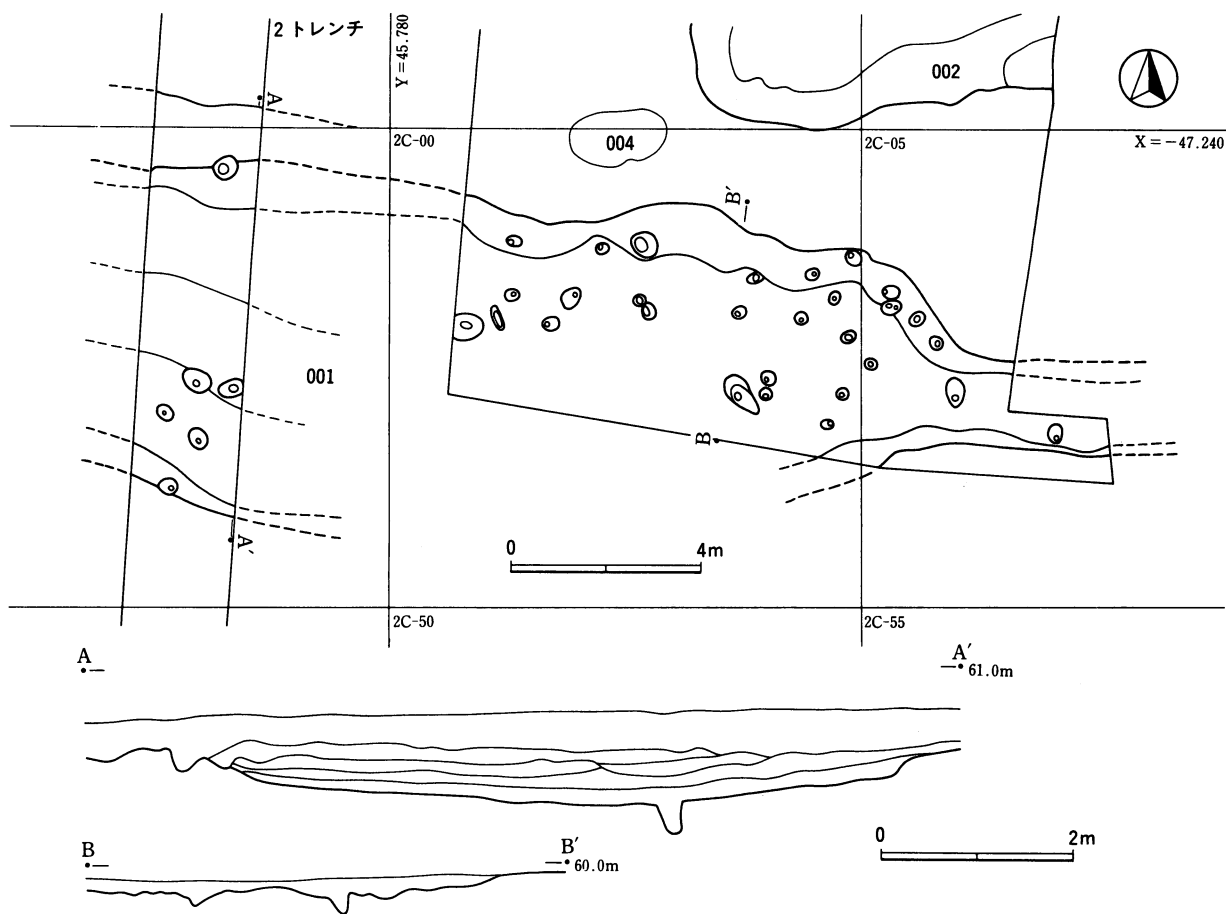 2トレンチ
Y=45.780
002
A
2C-00
004
2C-05
X=-47.240
B′
001
B
A′
0 4m
2C-50
2C-55
A
A′
61.0m
0 2m
B
B′
60.0m